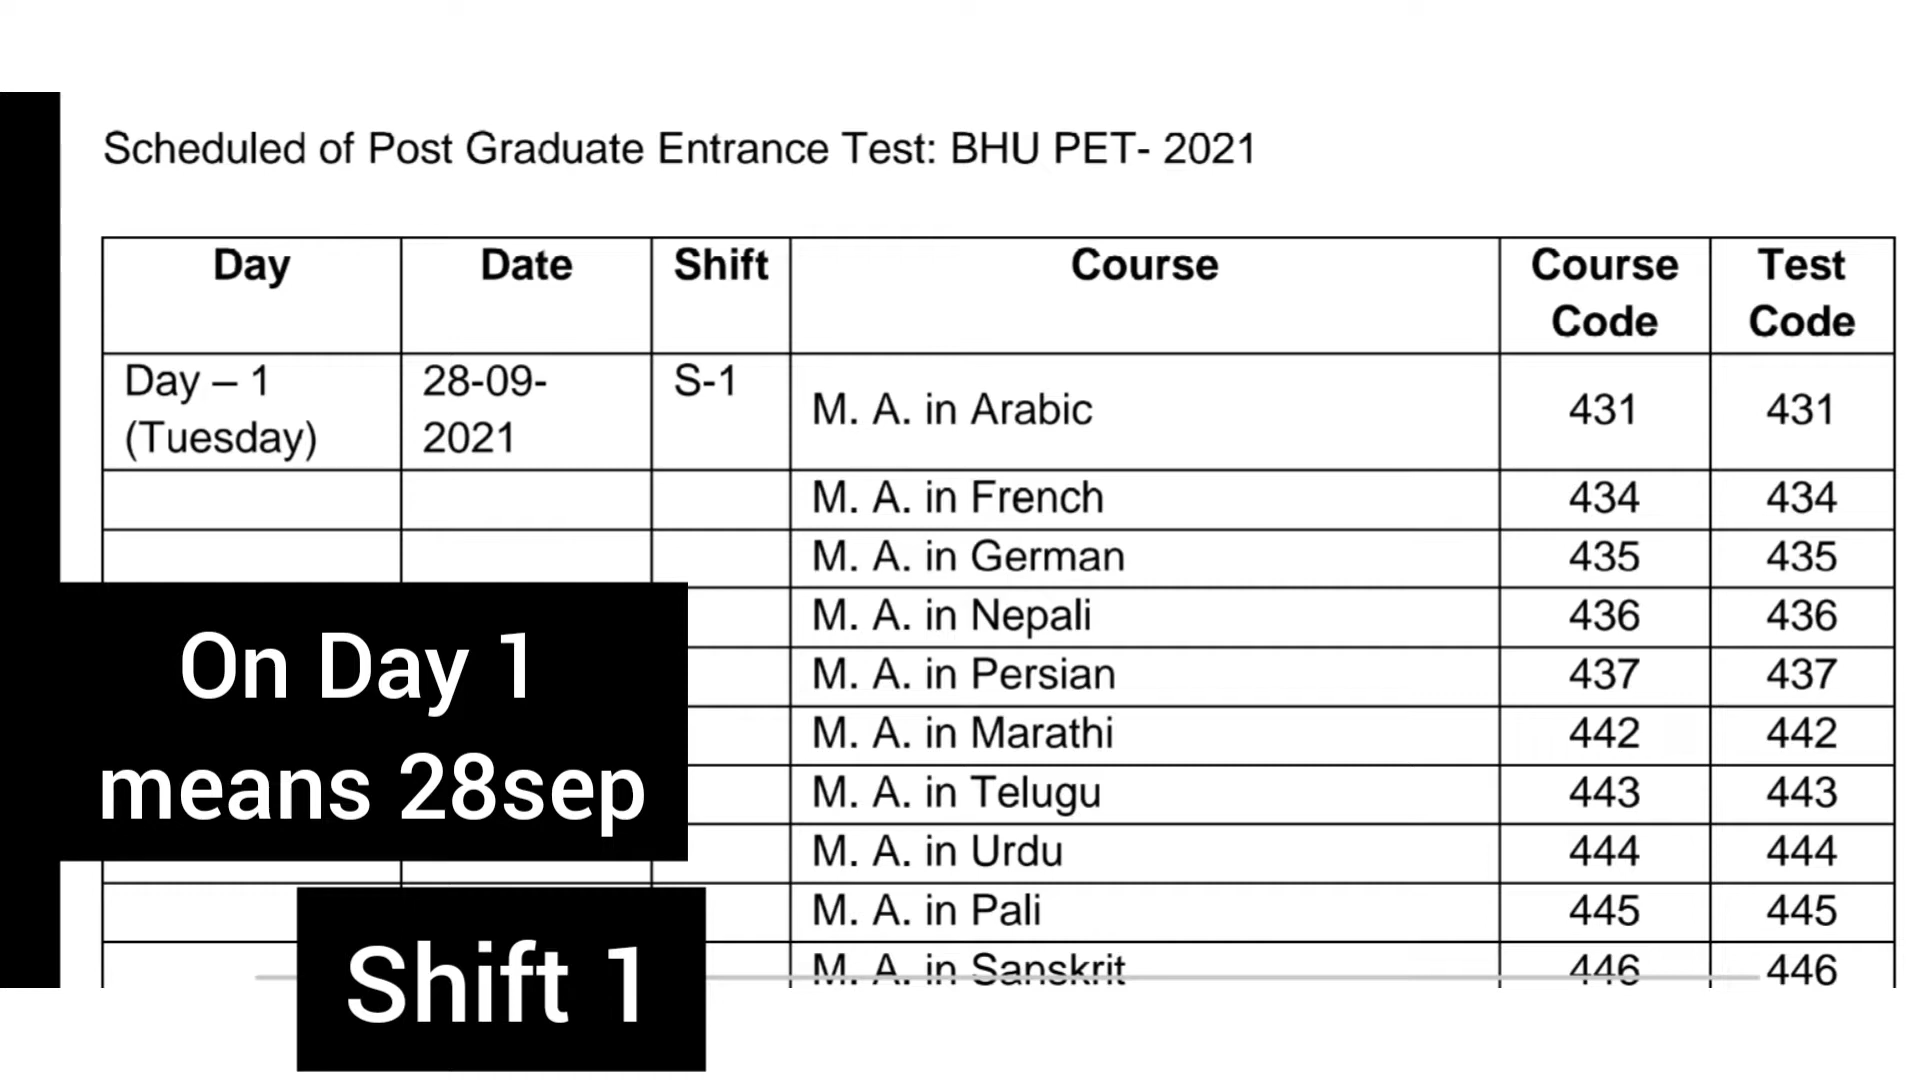 Scheduled of Post Graduate Entrance Test: BHU PET- 2021
Day Date Shift Course Course Code Test Code
Day – 1 (Tuesday) 28-09-2021 S-1 M. A. in Arabic 431 431
M. A. in French 434 434
M. A. in German 435 435
M. A. in Nepali 436 436
M. A. in Persian 437 437
M. A. in Marathi 442 442
M. A. in Telugu 443 443
M. A. in Urdu 444 444
M. A. in Pali 445 445
M. A. in Sanskrit 446 446
On Day 1
means 28sep
Shift 1